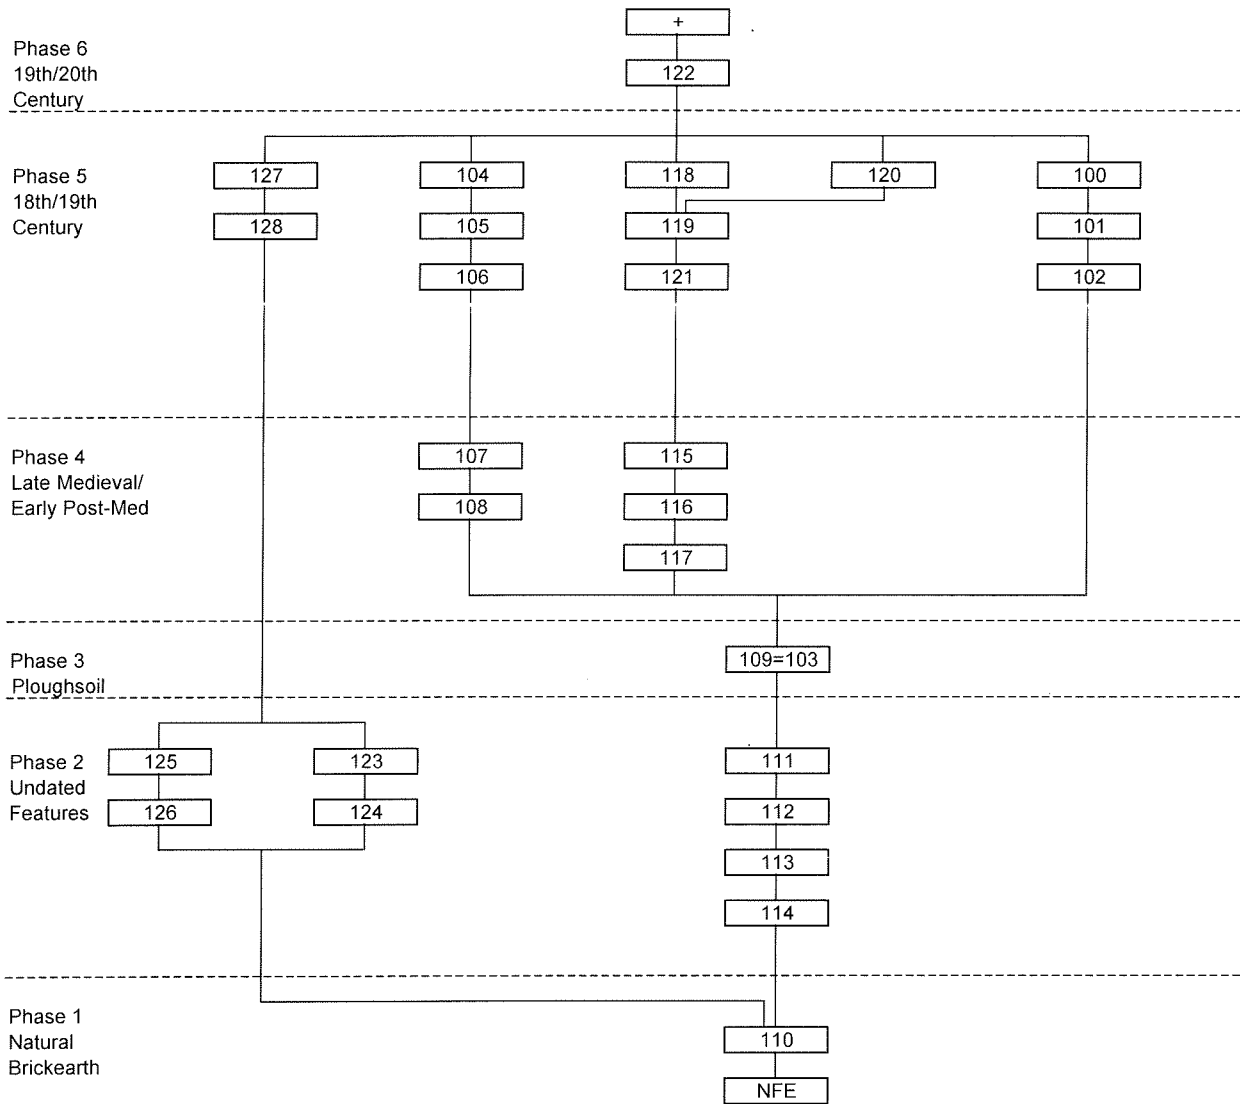 +
Phase 6
19th/20th
Century
122
Phase 5
18th/19th
Century
127 104 118 120 100
128 105 119 101
106 121 102
Phase 4
Late Medieval/
Early Post-Med
107 115
108 116
117
Phase 3
Ploughsoil
109=103
Phase 2
Undated
Features
125 123 111
126 124 112
113
114
Phase 1
Natural
Brickearth
110
NFE